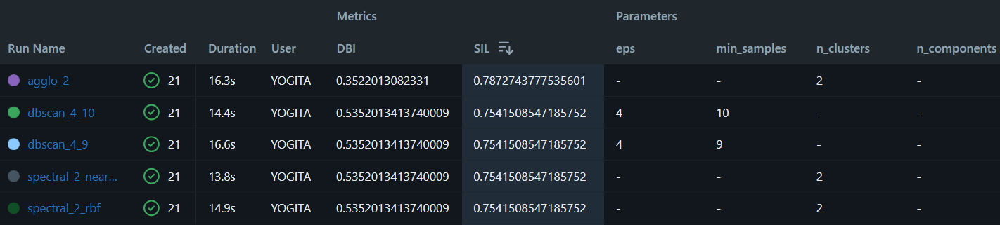 Metrics Parameters
Run Name Created Duration User DBI SIL eps min_samples n_clusters n_components
agglo_2 21 16.3s YOGITA 0.3522013082331 0.7872743777535601 - - 2 -
dbscan_4_10 21 14.4s YOGITA 0.5352013413740009 0.7541508547185752 4 10 - -
dbscan_4_9 21 16.6s YOGITA 0.5352013413740009 0.7541508547185752 4 9 - -
spectral_2_near... 21 13.8s YOGITA 0.5352013413740009 0.7541508547185752 - - 2 -
spectral_2_rbf 21 14.9s YOGITA 0.5352013413740009 0.7541508547185752 - - 2 -